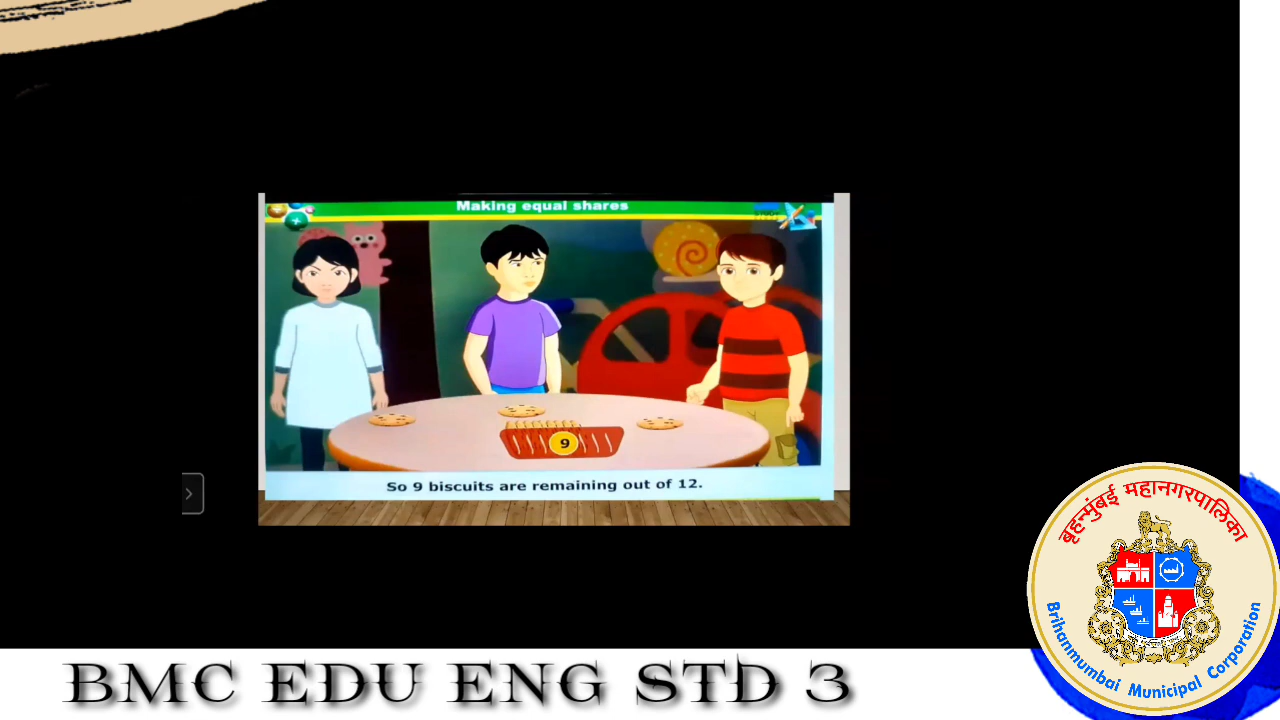 Making equal shares
9
So 9 biscuits are remaining out of 12.
बृहन्मुंबई महानगरपालिका
Brihanmumbai Municipal Corporation
BMC EDU ENG STD 3